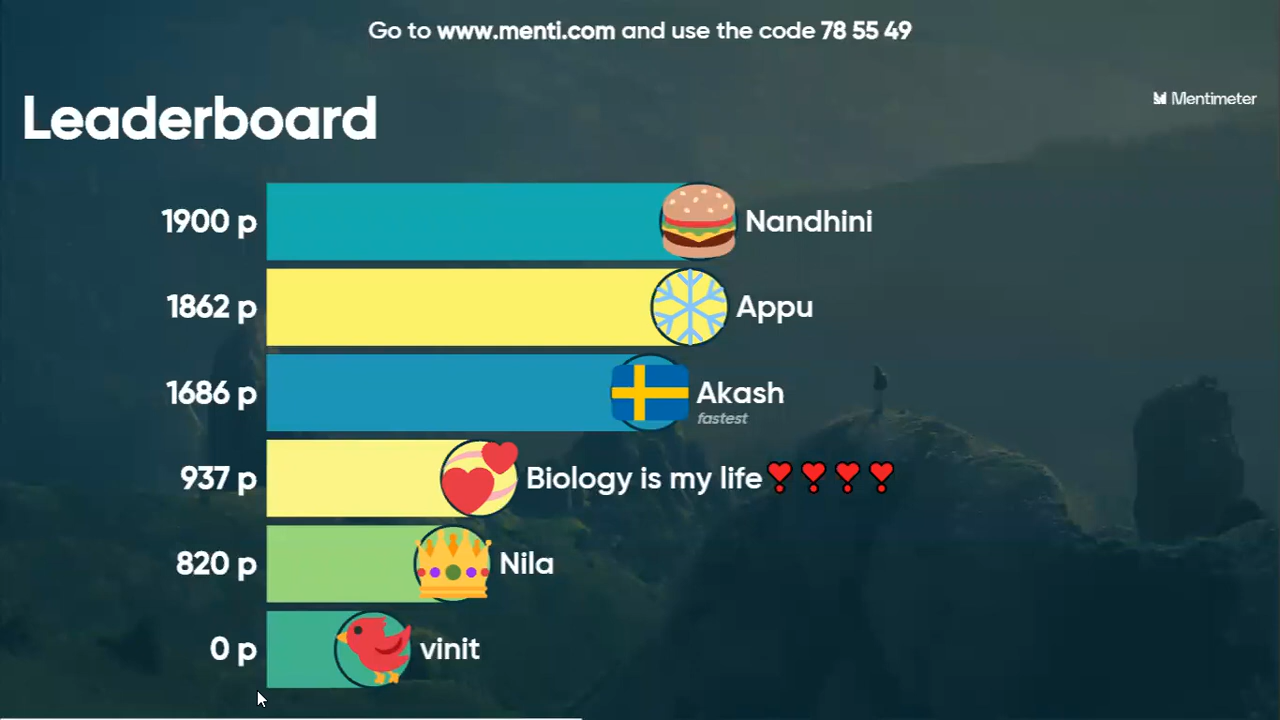 Go to www.menti.com and use the code 78 55 49
Leaderboard
Mentimeter
1900 p Nandhini
1862 p Appu
1686 p Akash
fastest
937 p Biology is my life❣❣❣❣
820 p Nila
0 p vinit